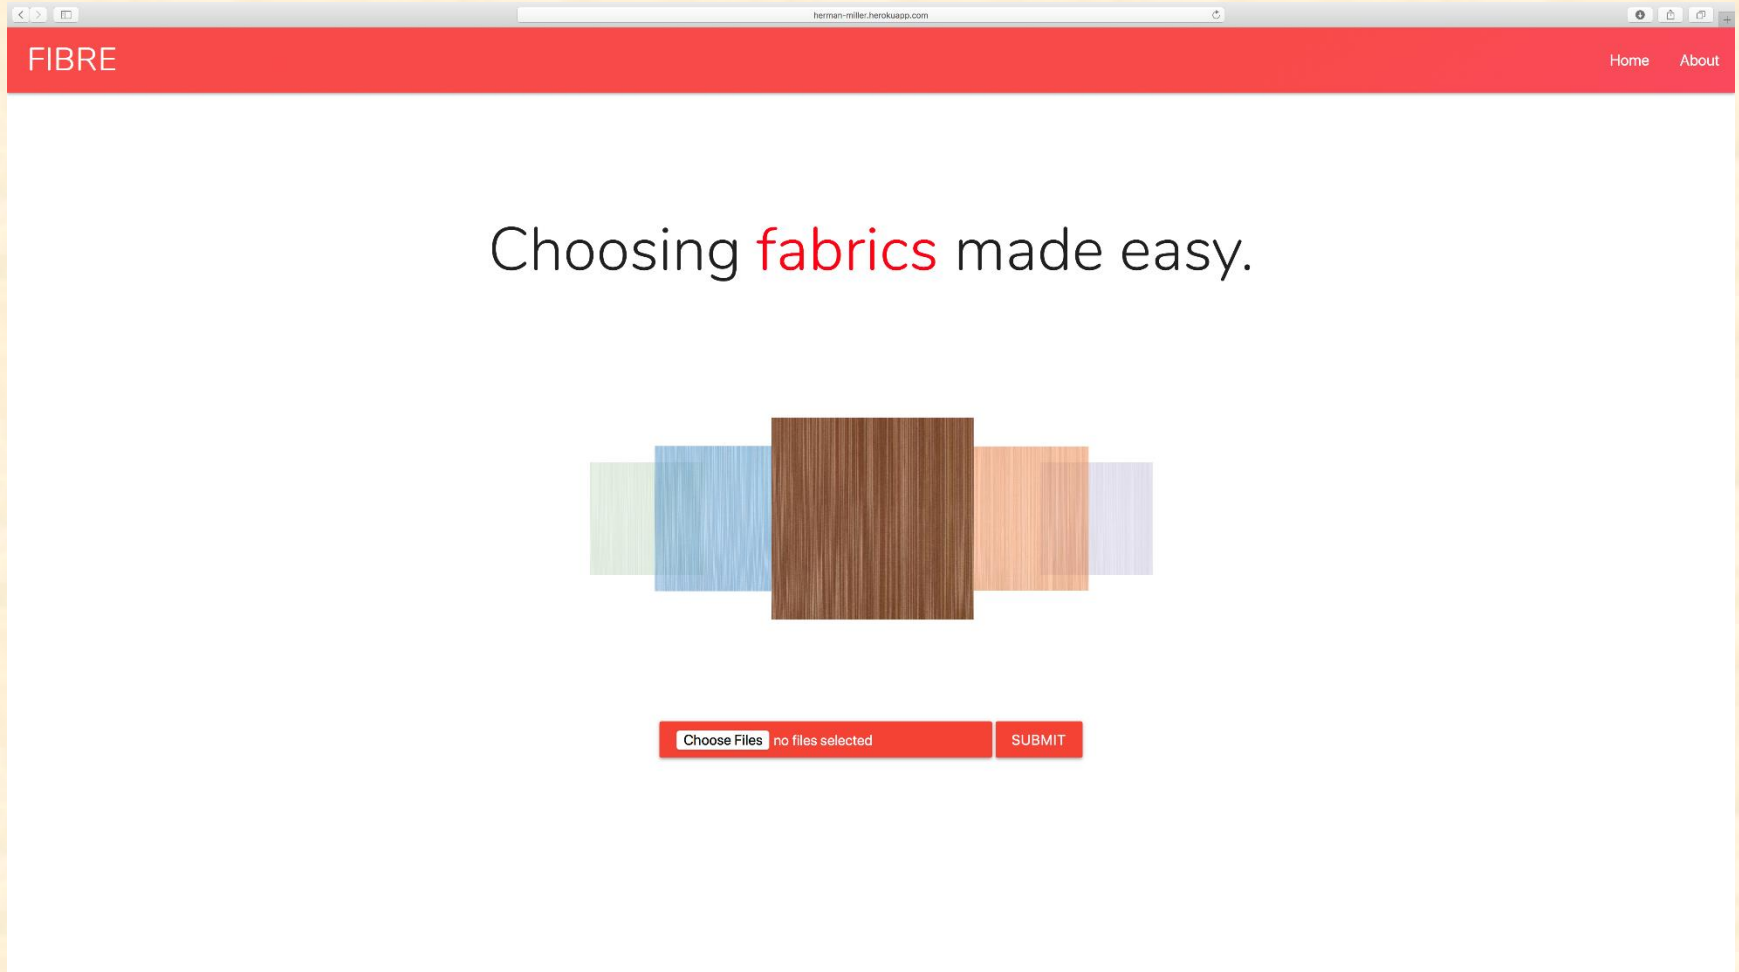 herman-miller.herokuapp.com
FIBRE
Home About
Choosing fabrics made easy.
Choose Files no files selected SUBMIT